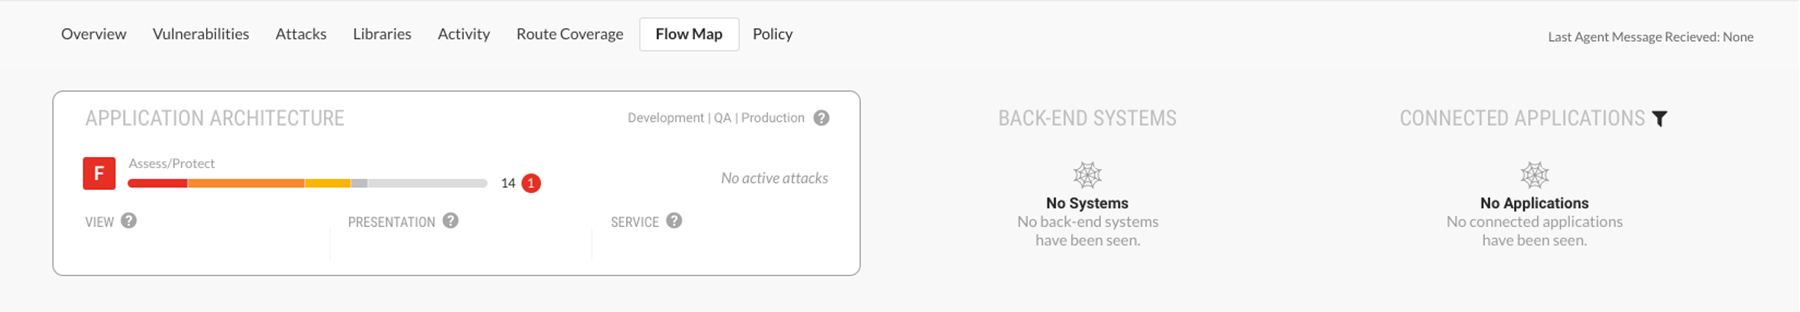 Overview Vulnerabilities Attacks Libraries Activity Route Coverage Flow Map Policy
Last Agent Message Recieved: None
APPLICATION ARCHITECTURE
Development | QA | Production ?
F
Assess/Protect
14 1
No active attacks
VIEW ? PRESENTATION ? SERVICE ?
BACK-END SYSTEMS
No Systems
No back-end systems
have been seen.
CONNECTED APPLICATIONS
No Applications
No connected applications
have been seen.